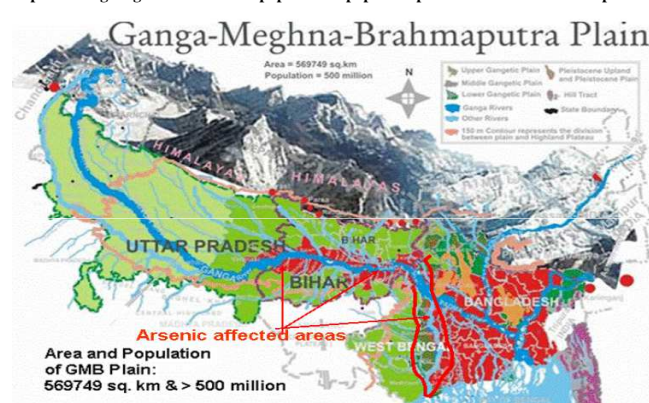 Ganga-Meghna-Brahmaputra Plain
Area = 569749 sq.km
Population = 500 million
N
Upper Gangetic Plain
Middle Gangetic Plain
Lower Gangetic Plain
Ganga Rivers
Other Rivers
150 m Contour represents the division
between plain and Highland Plateau
Pleistocene Upland
and Pleistocene Plain
Hill Tract
State Boundary
HIMALAYAS
HIMALAYAS
UTTAR PRADESH
BIHAR
GANGA
BIHAR
BANGLADESH
WEST BENGAL
Arsenic affected areas
Area and Population
of GMB Plain:
569749 sq. km & > 500 million